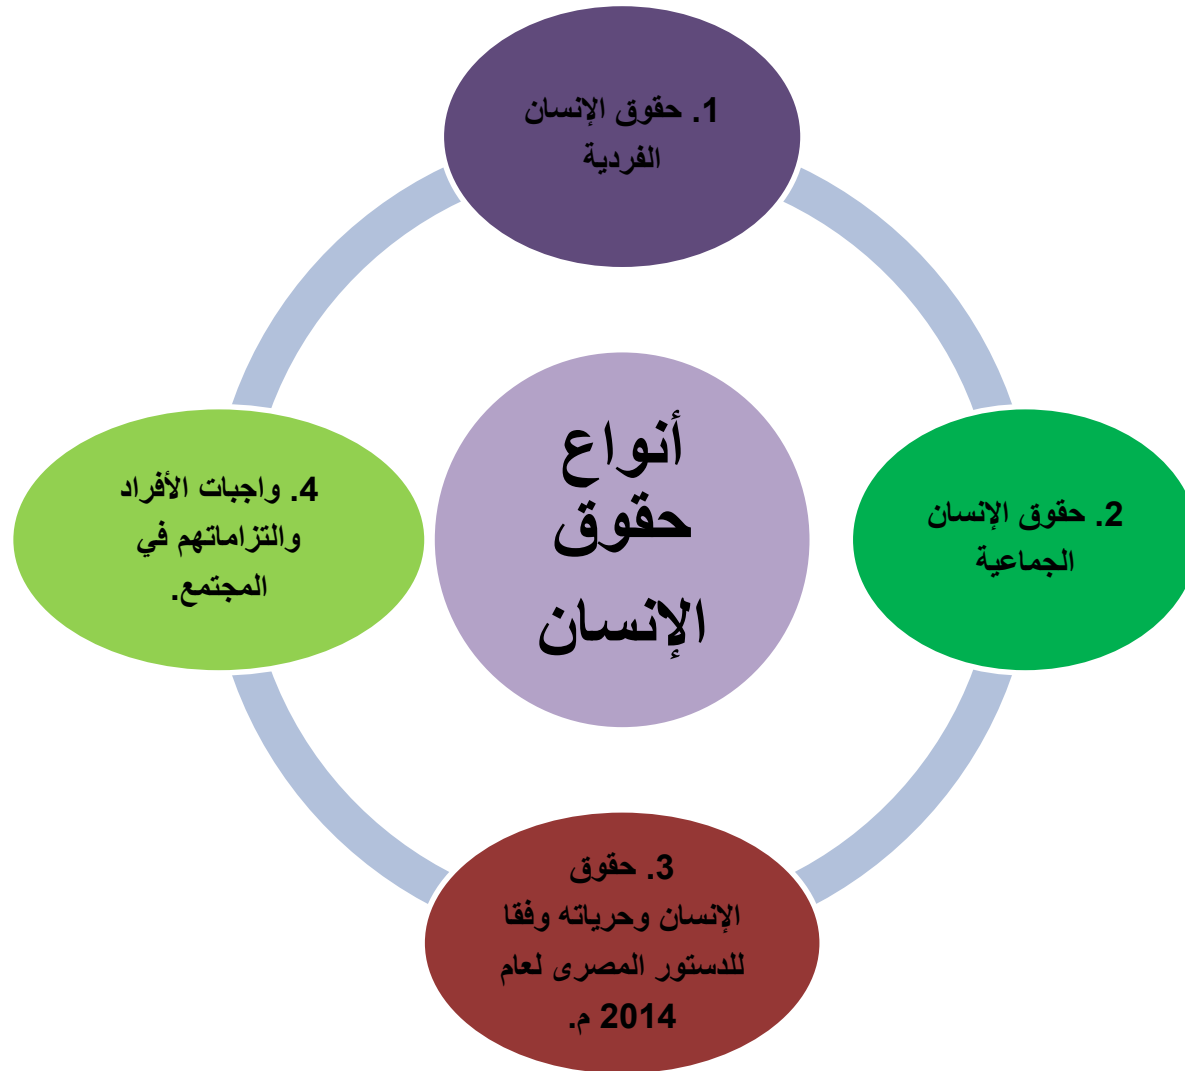 1. حقوق الإنسان
الفردية
أنواع
حقوق
الإنسان
2. حقوق الإنسان
الجماعية
3. حقوق
الإنسان وحرياته وفقا
للدستور المصرى لعام
2014 م.
4. واجبات الأفراد
والتزاماتهم في
المجتمع.